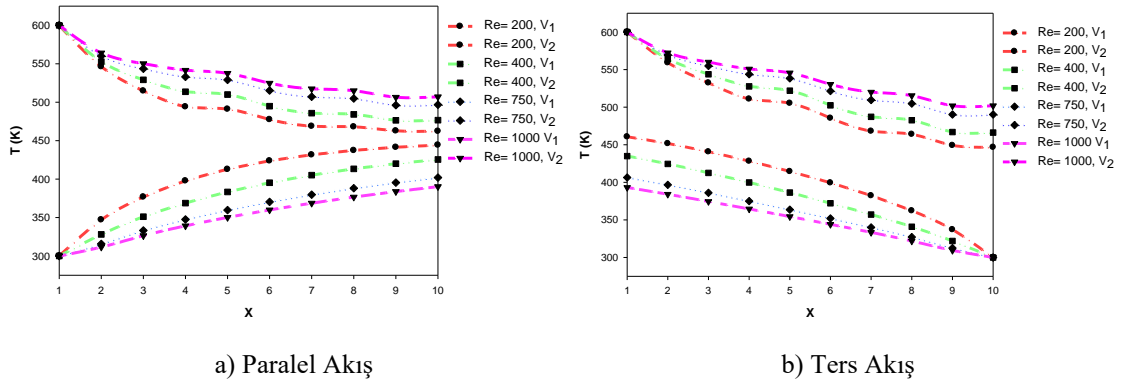 600
550
500
450
400
350
300
T (K)
1 2 3 4 5 6 7 8 9 10
X
Re= 200, V1
Re= 200, V2
Re= 400, V1
Re= 400, V2
Re= 750, V1
Re= 750, V2
Re= 1000 V1
Re= 1000, V2
a) Paralel Akış
600
550
500
450
400
350
300
T (K)
1 2 3 4 5 6 7 8 9 10
X
Re= 200, V1
Re= 200, V2
Re= 400, V1
Re= 400, V2
Re= 750, V1
Re= 750, V2
Re= 1000 V1
Re= 1000, V2
b) Ters Akış